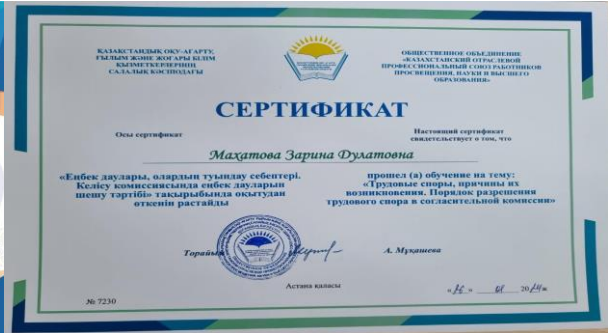 ҚАЗАҚСТАНДЫҚ ОҚУ-АҒАРТУ,
ҒЫЛЫМ ЖӘНЕ ЖОҒАРЫ БІЛІМ
ҚЫЗМЕТКЕРЛЕРІНІҢ
САЛАЛЫҚ КӘСІПОДАҒЫ
ОБЩЕСТВЕННОЕ ОБЪЕДИНЕНИЕ
«КАЗАХСТАНСКИЙ ОТРАСЛЕВОЙ
ПРОФЕССИОНАЛЬНЫЙ СОЮЗ РАБОТНИКОВ
ПРОСВЕЩЕНИЯ, НАУКИ И ВЫСШЕГО
ОБРАЗОВАНИЯ»
СЕРТИФИКАТ
Осы сертификат
Настоящий сертификат
свидетельствует о том, что
Махатова Зарина Дулатовна
«Еңбек даулары, олардың туындау себептері.
Келісу комиссиясында еңбек дауларын
шешу тәртібі» тақырыбында оқытудан
өткенін растайды
прошел (а) обучение на тему:
«Трудовые споры, причины их
возникновения. Порядок разрешения
трудового спора в согласительной комиссии»
А. Мұқашева
Астана қаласы
№ 7230